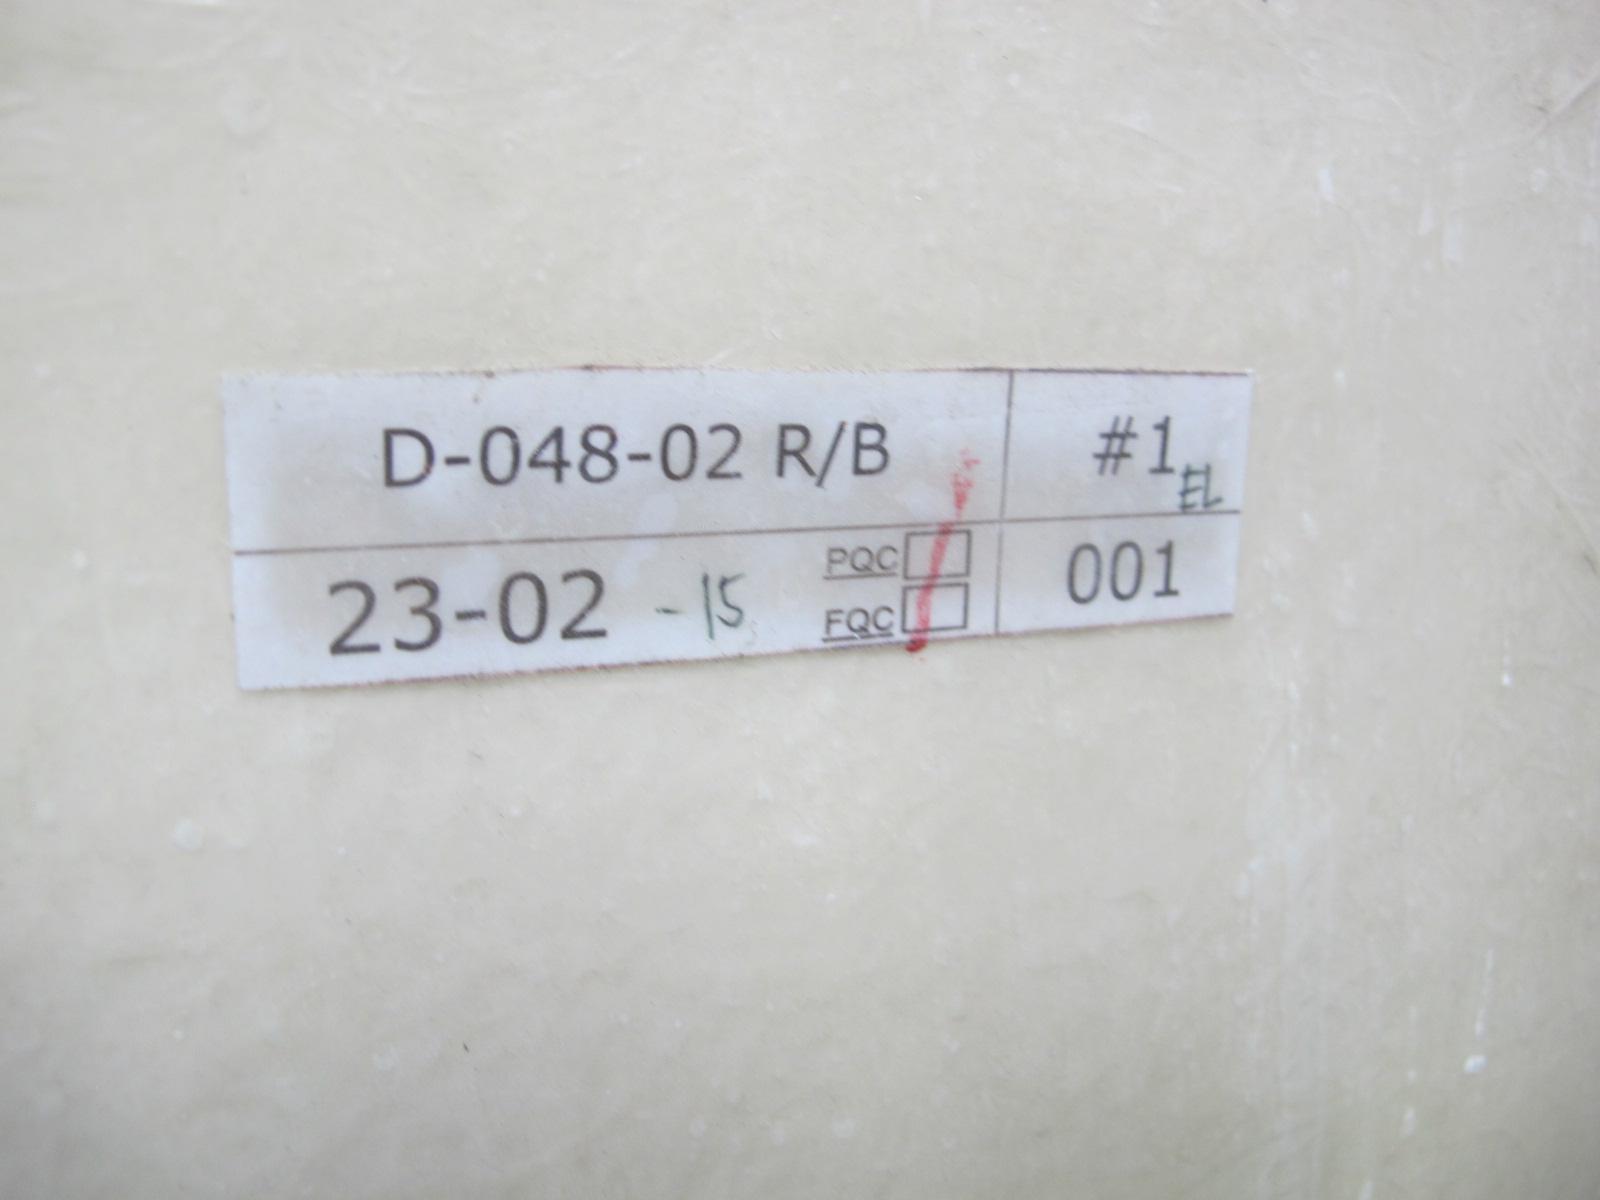 D-048-02 R/B #1 EL
23-02 -15 PQC 001
FQC